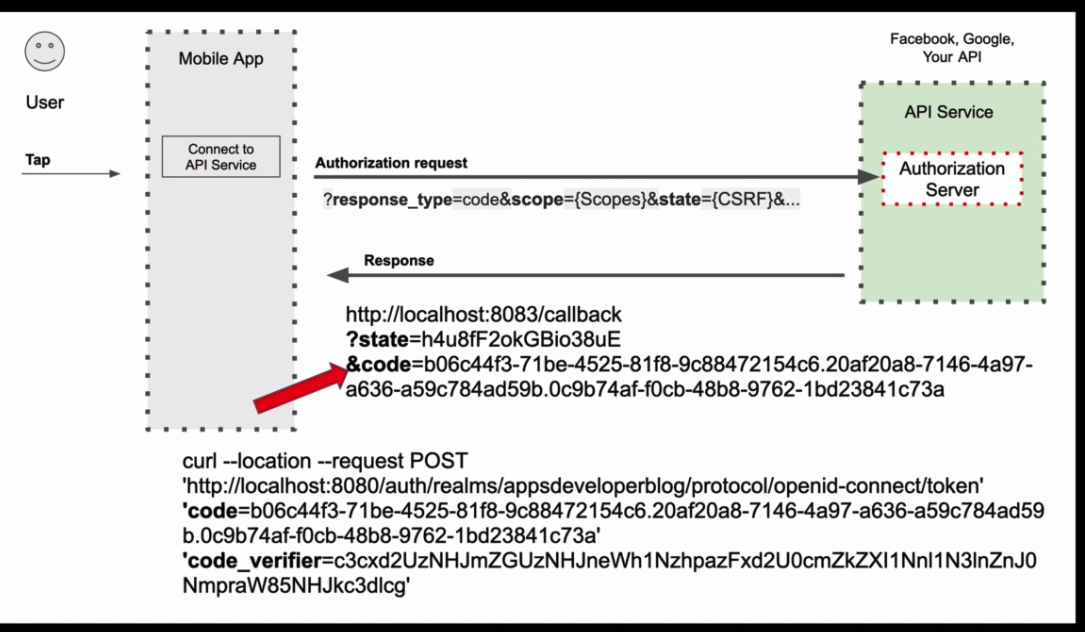 User
Tap
Mobile App
Connect to
API Service
Authorization request
?response_type=code&scope={Scopes}&state={CSRF}&...
Facebook, Google,
Your API
API Service
Authorization
Server
Response
http://localhost:8083/callback
?state=h4u8fF2okGBio38uE
&code=b06c44f3-71be-4525-81f8-9c88472154c6.20af20a8-7146-4a97-
a636-a59c784ad59b.0c9b74af-f0cb-48b8-9762-1bd23841c73a
curl --location --request POST
'http://localhost:8080/auth/realms/appsdeveloperblog/protocol/openid-connect/token'
'code=b06c44f3-71be-4525-81f8-9c88472154c6.20af20a8-7146-4a97-a636-a59c784ad59
b.0c9b74af-f0cb-48b8-9762-1bd23841c73a'
'code_verifier=c3cxd2UzNHJmZGUzNHJneWh1NzhpazFxd2U0cmZkZXI1Nnl1N3lnZnJ0
NmpraW85NHJkc3dlcg'